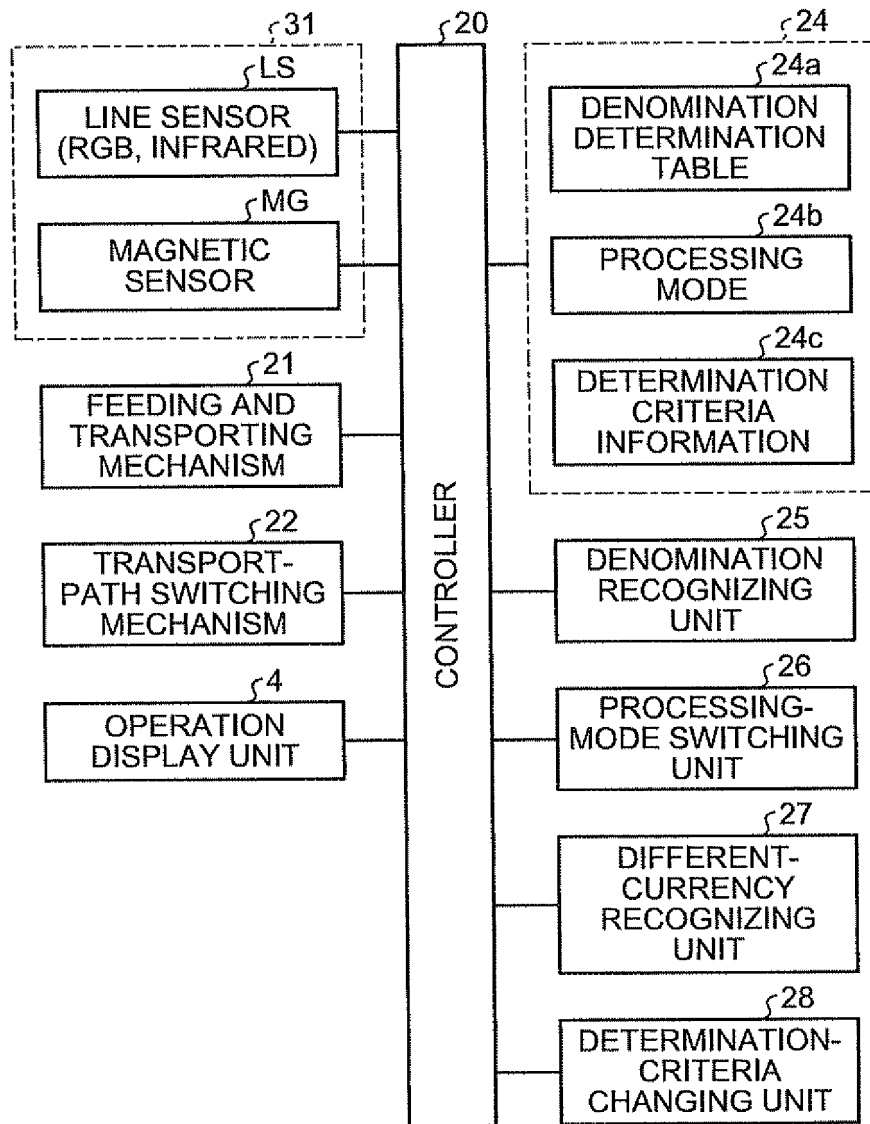 31
LS
LINE SENSOR
(RGB, INFRARED)
MG
MAGNETIC
SENSOR
21
FEEDING AND
TRANSPORTING
MECHANISM
22
TRANSPORT-
PATH SWITCHING
MECHANISM
4
OPERATION
DISPLAY UNIT
20
CONTROLLER
24
24a
DENOMINATION
DETERMINATION
TABLE
24b
PROCESSING
MODE
24c
DETERMINATION
CRITERIA
INFORMATION
25
DENOMINATION
RECOGNIZING
UNIT
26
PROCESSING-
MODE SWITCHING
UNIT
27
DIFFERENT-
CURRENCY
RECOGNIZING
UNIT
28
DETERMINATION-
CRITERIA
CHANGING UNIT